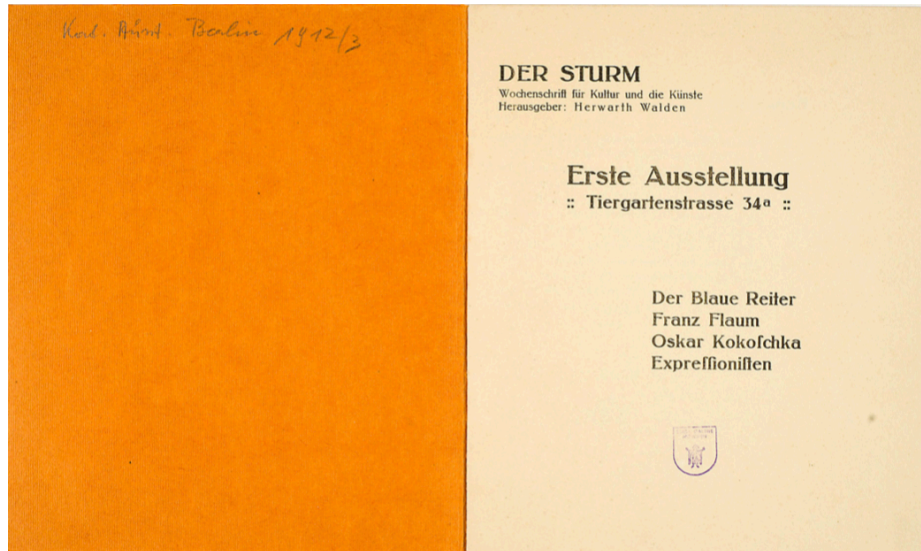 Kat. Künst. Berlin 1912/3
DER STURM
Wochenschrift für Kultur und die Künste
Herausgeber: Herwarth Walden
Erste Ausstellung
:: Tiergartenstrasse 34a ::
Der Blaue Reiter
Franz Flaum
Oskar Kokoſchka
Expreſſioniſten